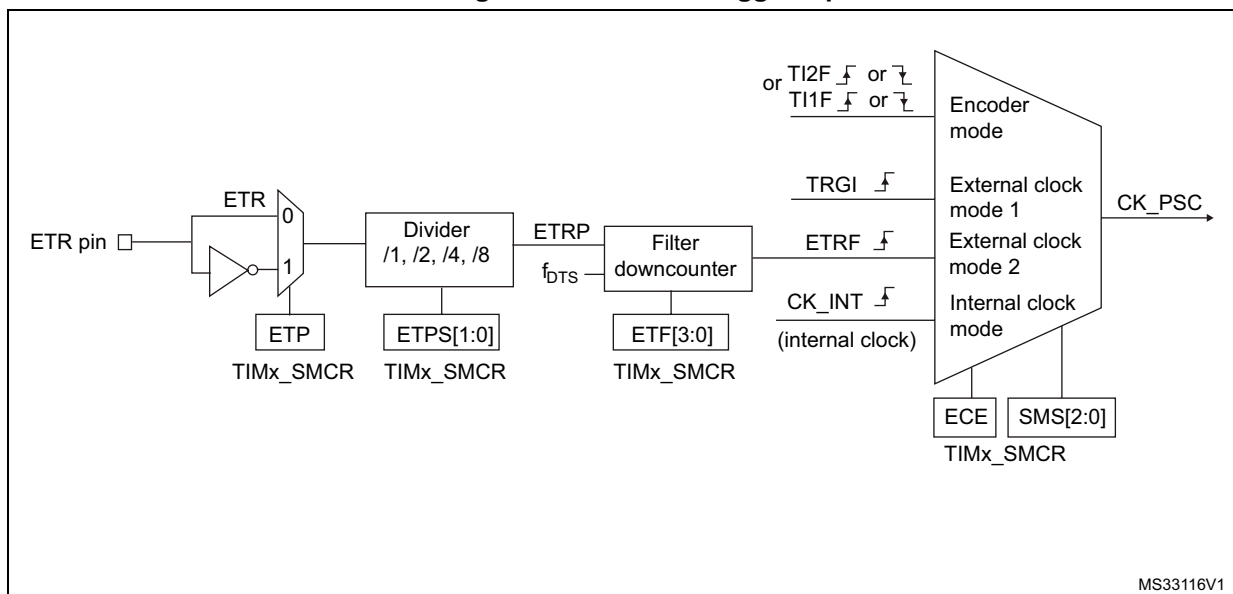 or TI2F or
TI1F or
Encoder
mode
TRGI
External clock
mode 1
CK_PSC
ETR
0
ETR pin
1
Divider
/1, /2, /4, /8
ETRP
fDTS
Filter
downcounter
ETRF
External clock
mode 2
CK_INT
(internal clock)
Internal clock
mode
ETP
TIMx_SMCR
ETPS[1:0]
TIMx_SMCR
ETF[3:0]
TIMx_SMCR
ECE
SMS[2:0]
TIMx_SMCR
MS33116V1